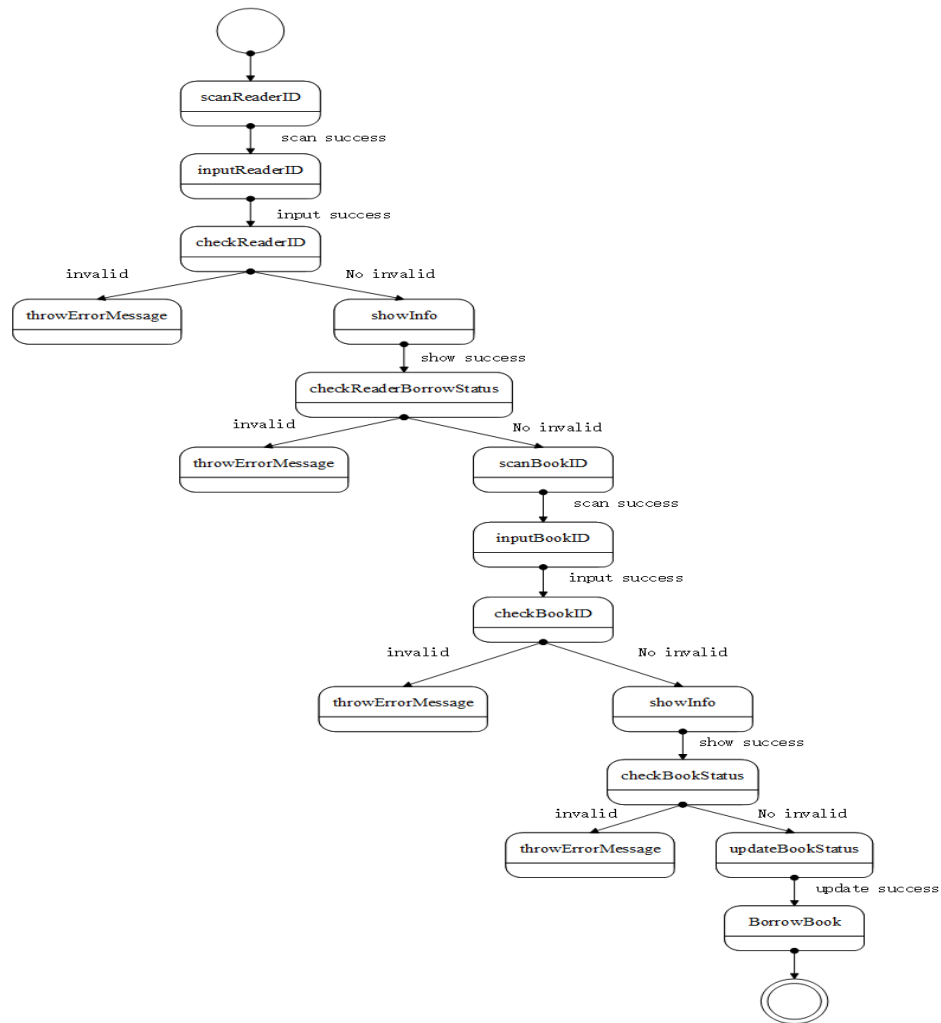 scanReaderID
scan success
inputReaderID
input success
checkReaderID
invalid
No invalid
throwErrorMessage
showInfo
show success
checkReaderBorrowStatus
invalid
No invalid
throwErrorMessage
scanBookID
scan success
inputBookID
input success
checkBookID
invalid
No invalid
throwErrorMessage
showInfo
show success
checkBookStatus
invalid
No invalid
throwErrorMessage
updateBookStatus
update success
BorrowBook